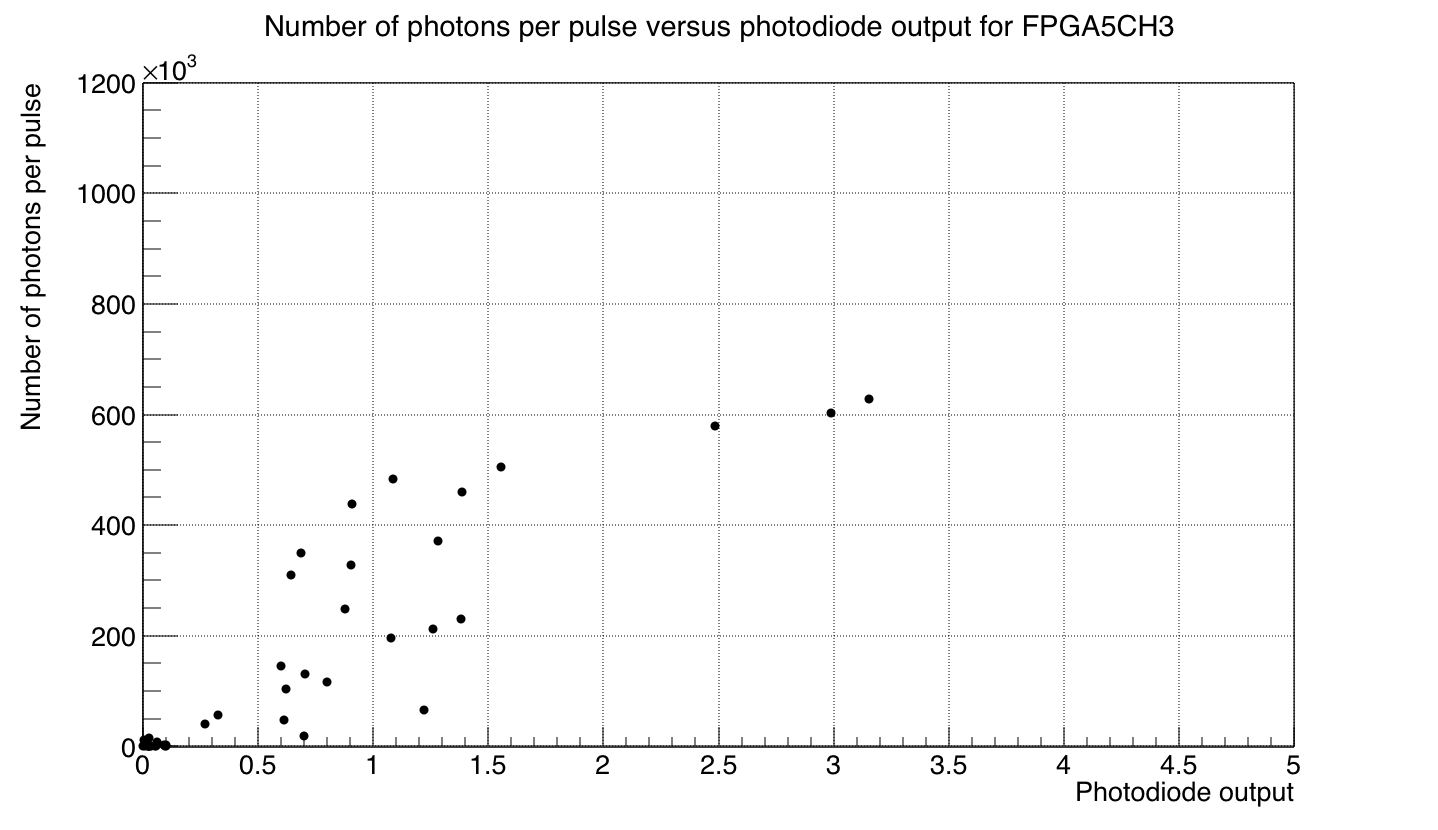 Number of photons per pulse versus photodiode output for FPGA5CH3
×10³
Number of photons per pulse
1200
1000
800
600
400
200
0
0 0.5 1 1.5 2 2.5 3 3.5 4 4.5 5
Photodiode output